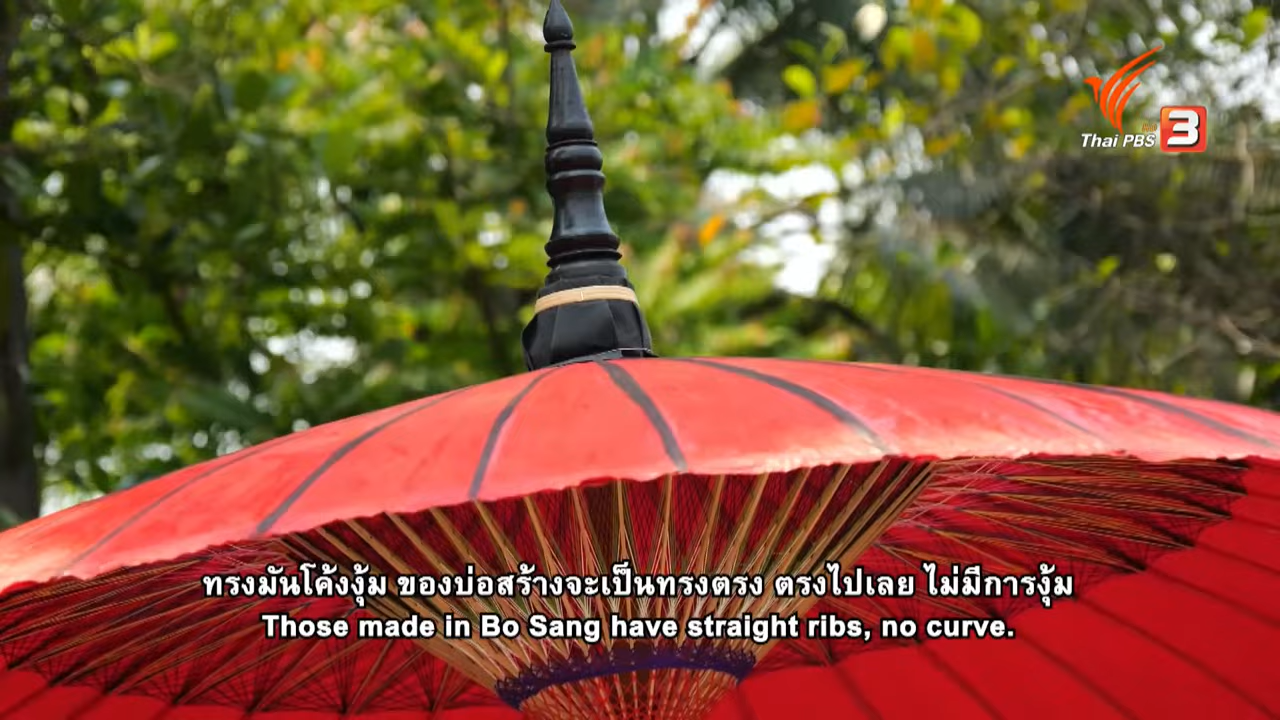 Thai PBS 3
ทรงมันโค้งงุ้ม ของบ่อสร้างจะเป็นทรงตรง ตรงไปเลย ไม่มีการงุ้ม
Those made in Bo Sang have straight ribs, no curve.